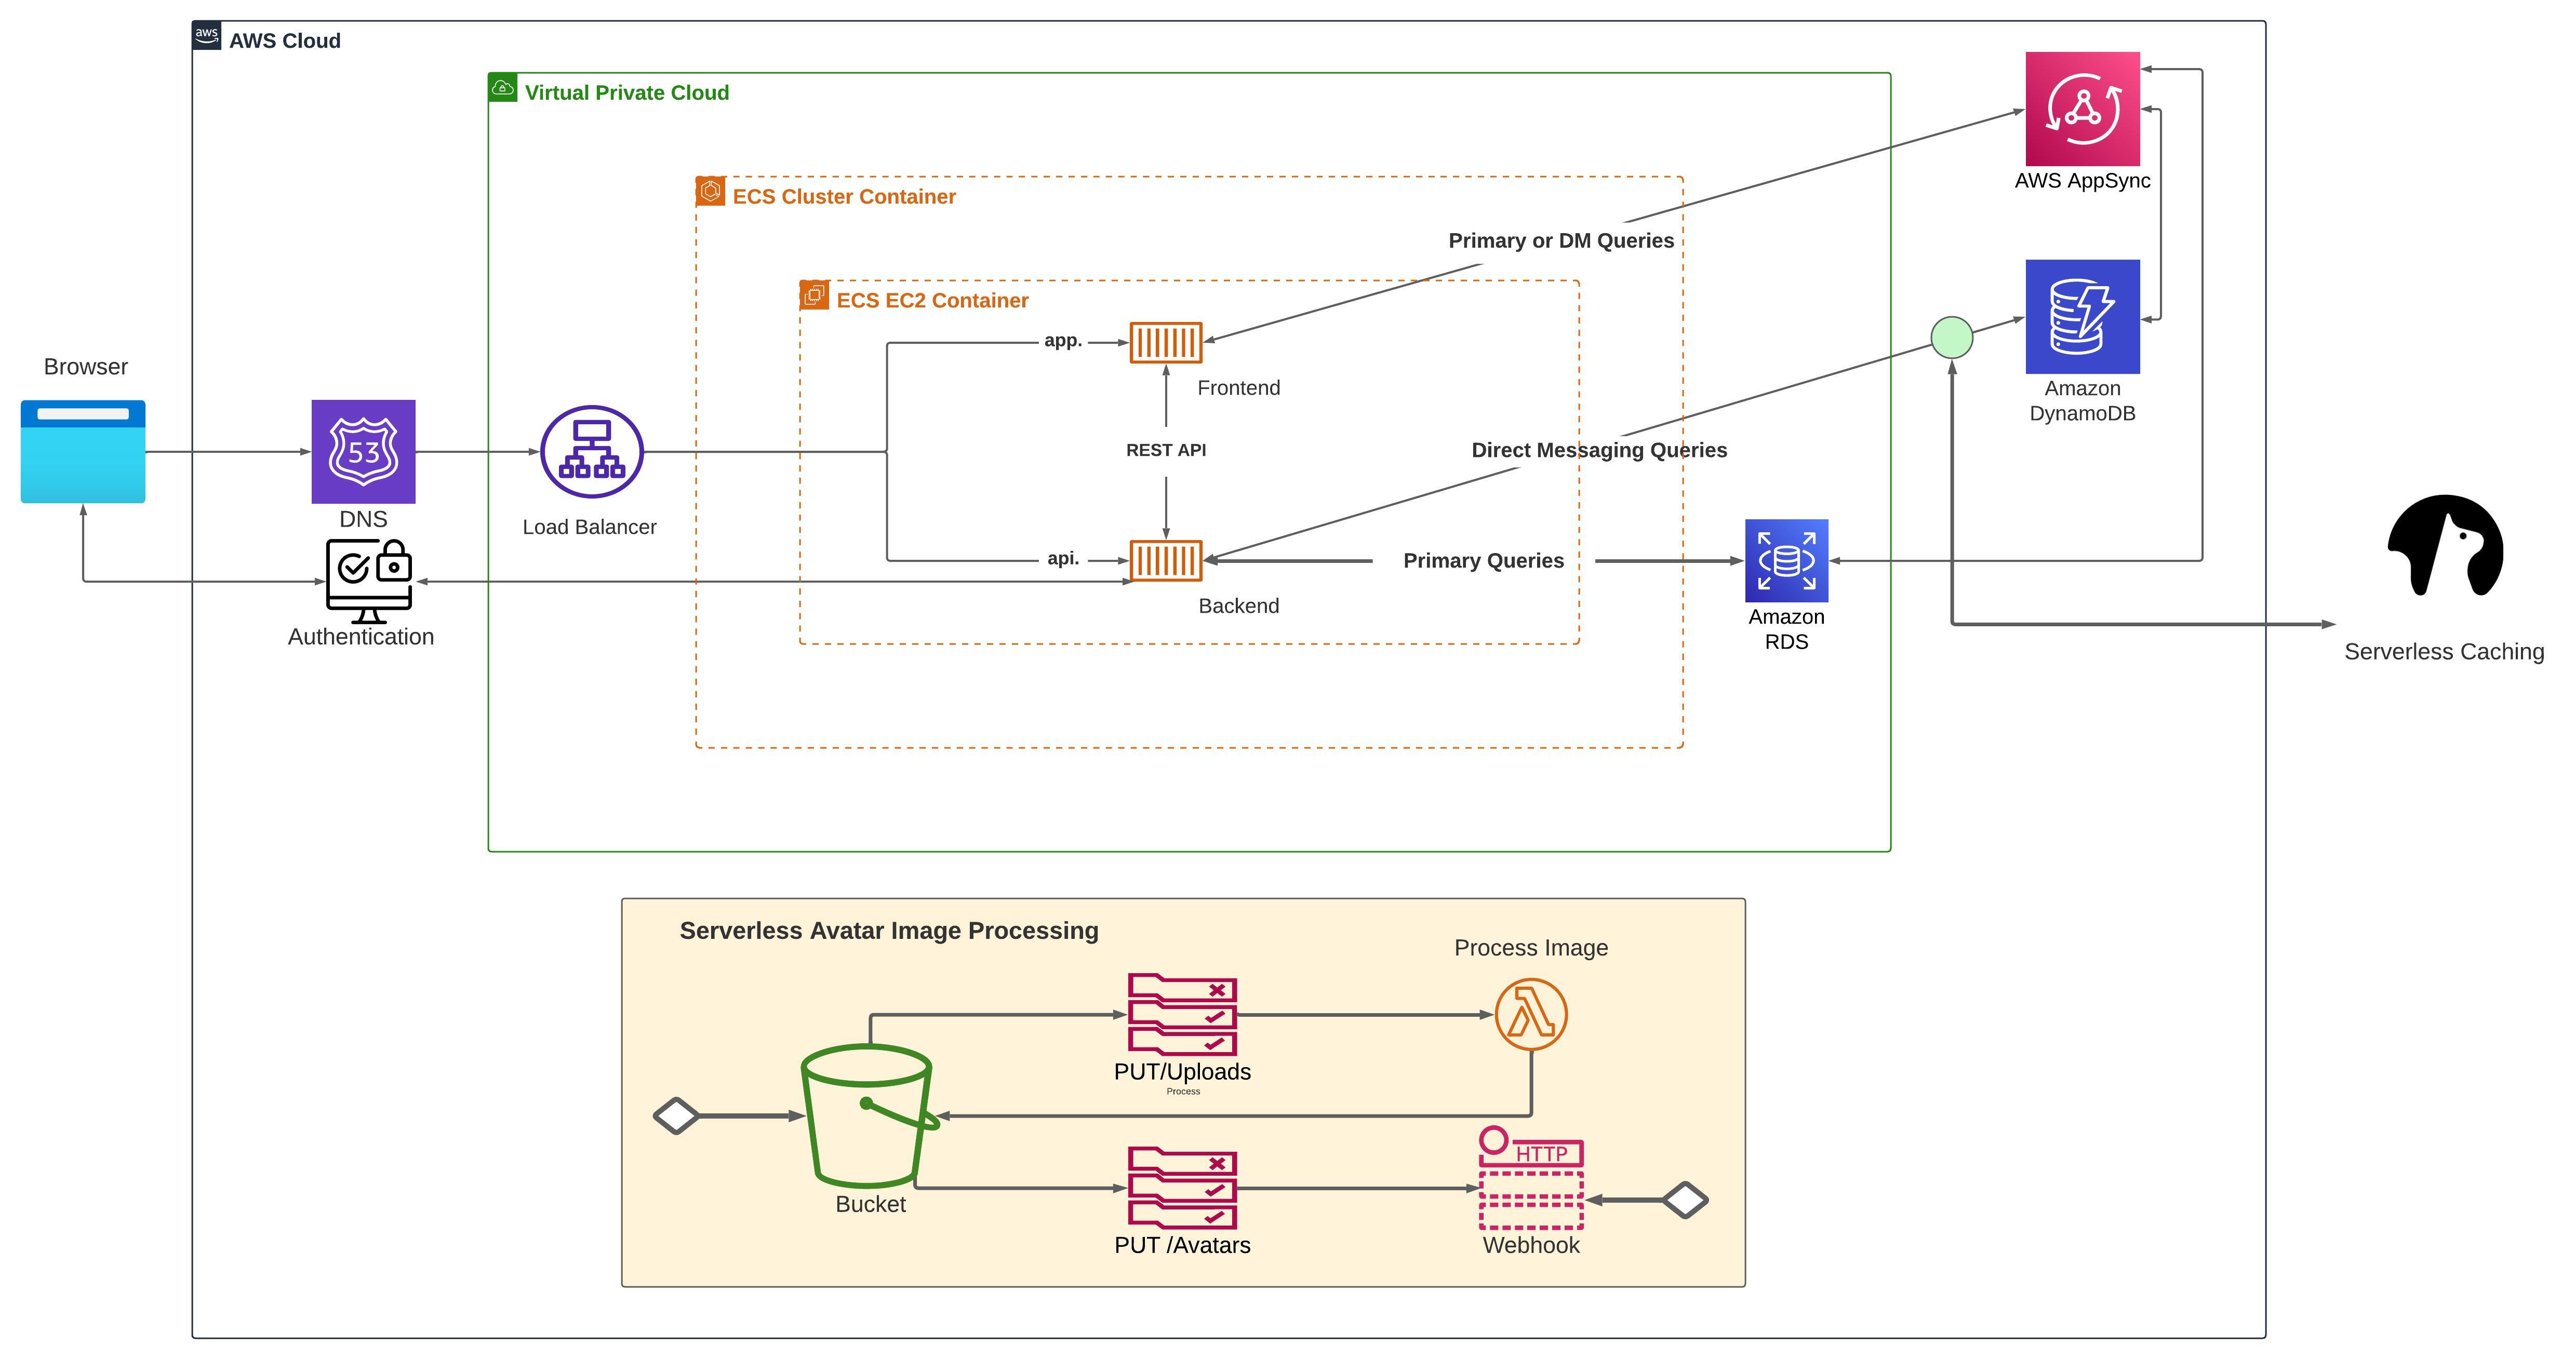 aws
AWS Cloud
Virtual Private Cloud
AWS AppSync
ECS Cluster Container
Primary or DM Queries
ECS EC2 Container
app.
Frontend
Browser
Amazon
DynamoDB
53
REST API
Direct Messaging Queries
DNS
Load Balancer
api.
Primary Queries
Backend
Amazon
RDS
Authentication
Serverless Caching
Serverless Avatar Image Processing
Process Image
PUT/Uploads
Process
HTTP
Bucket
PUT /Avatars
Webhook